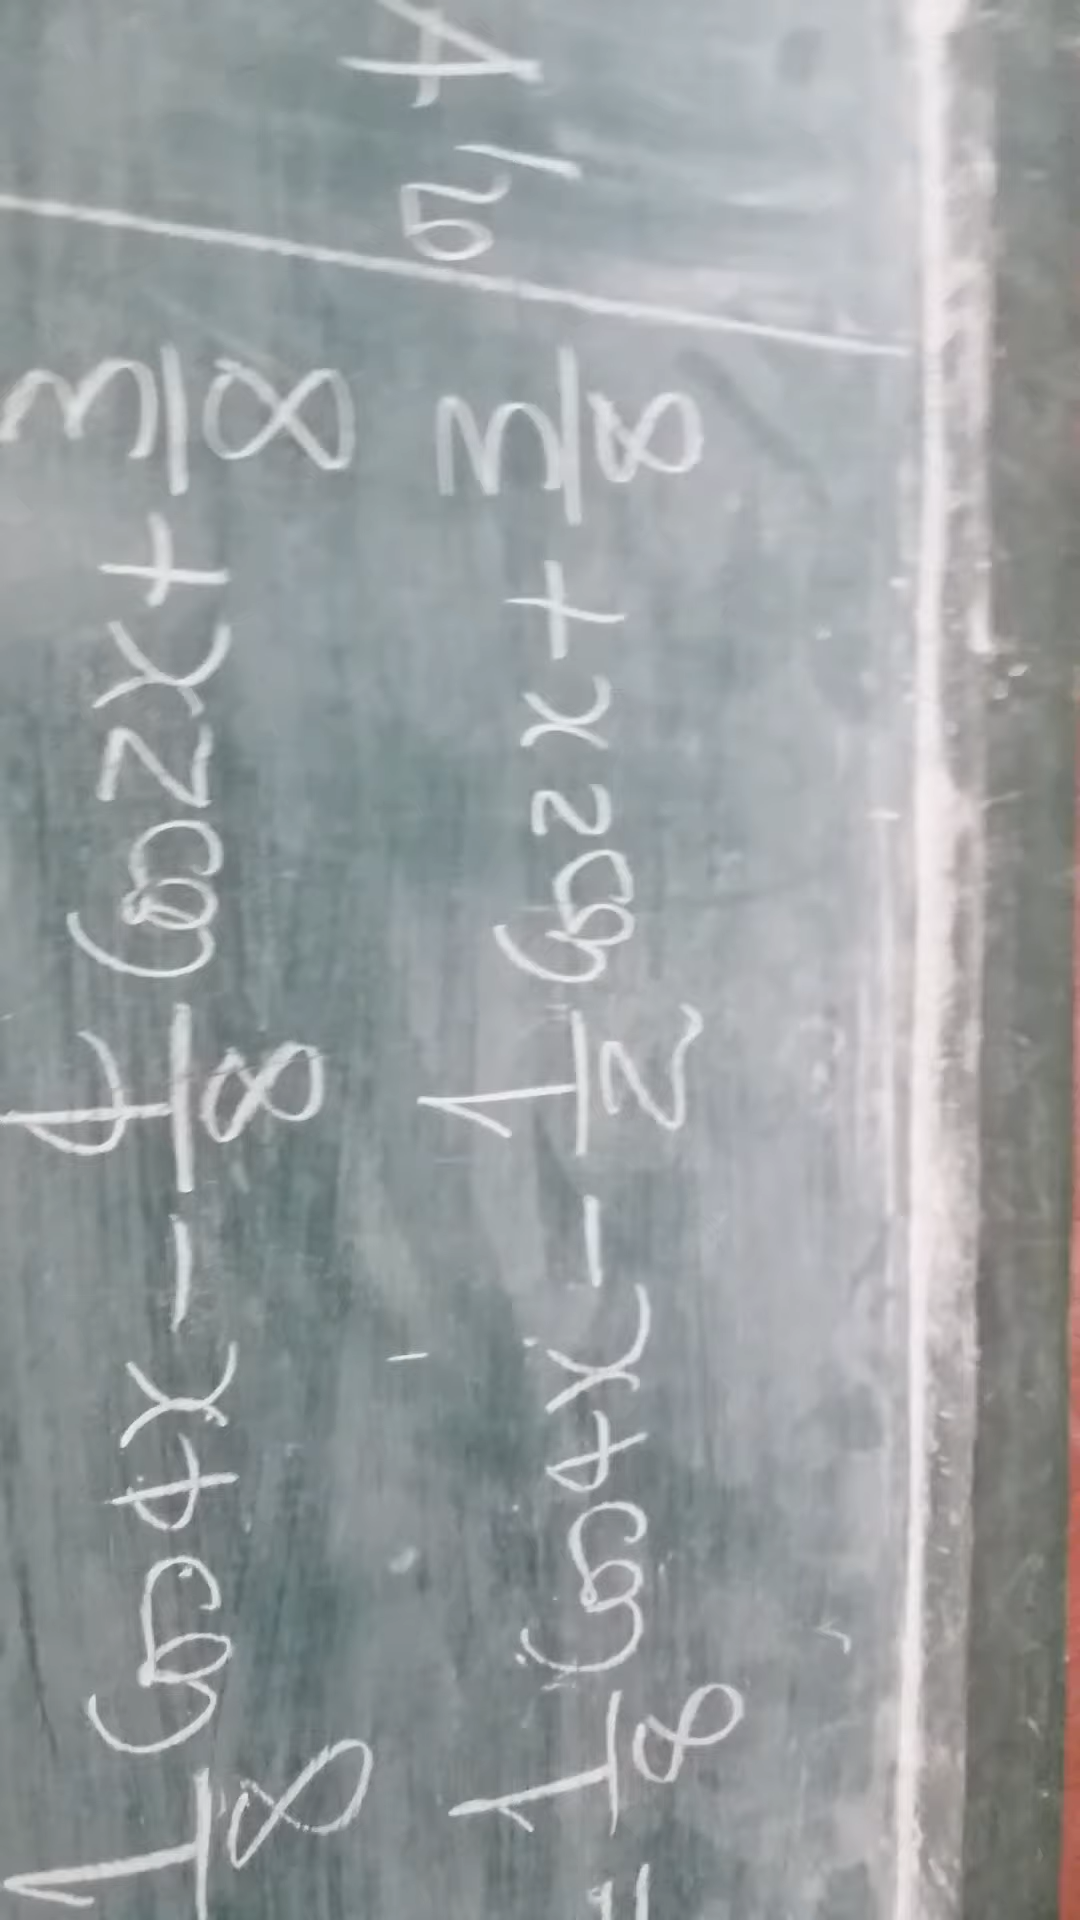 1/8 Cos4x - 4/8 Cos2x + 3/8
= 1/8 Cos4x - 1/2 Cos2x + 3/8